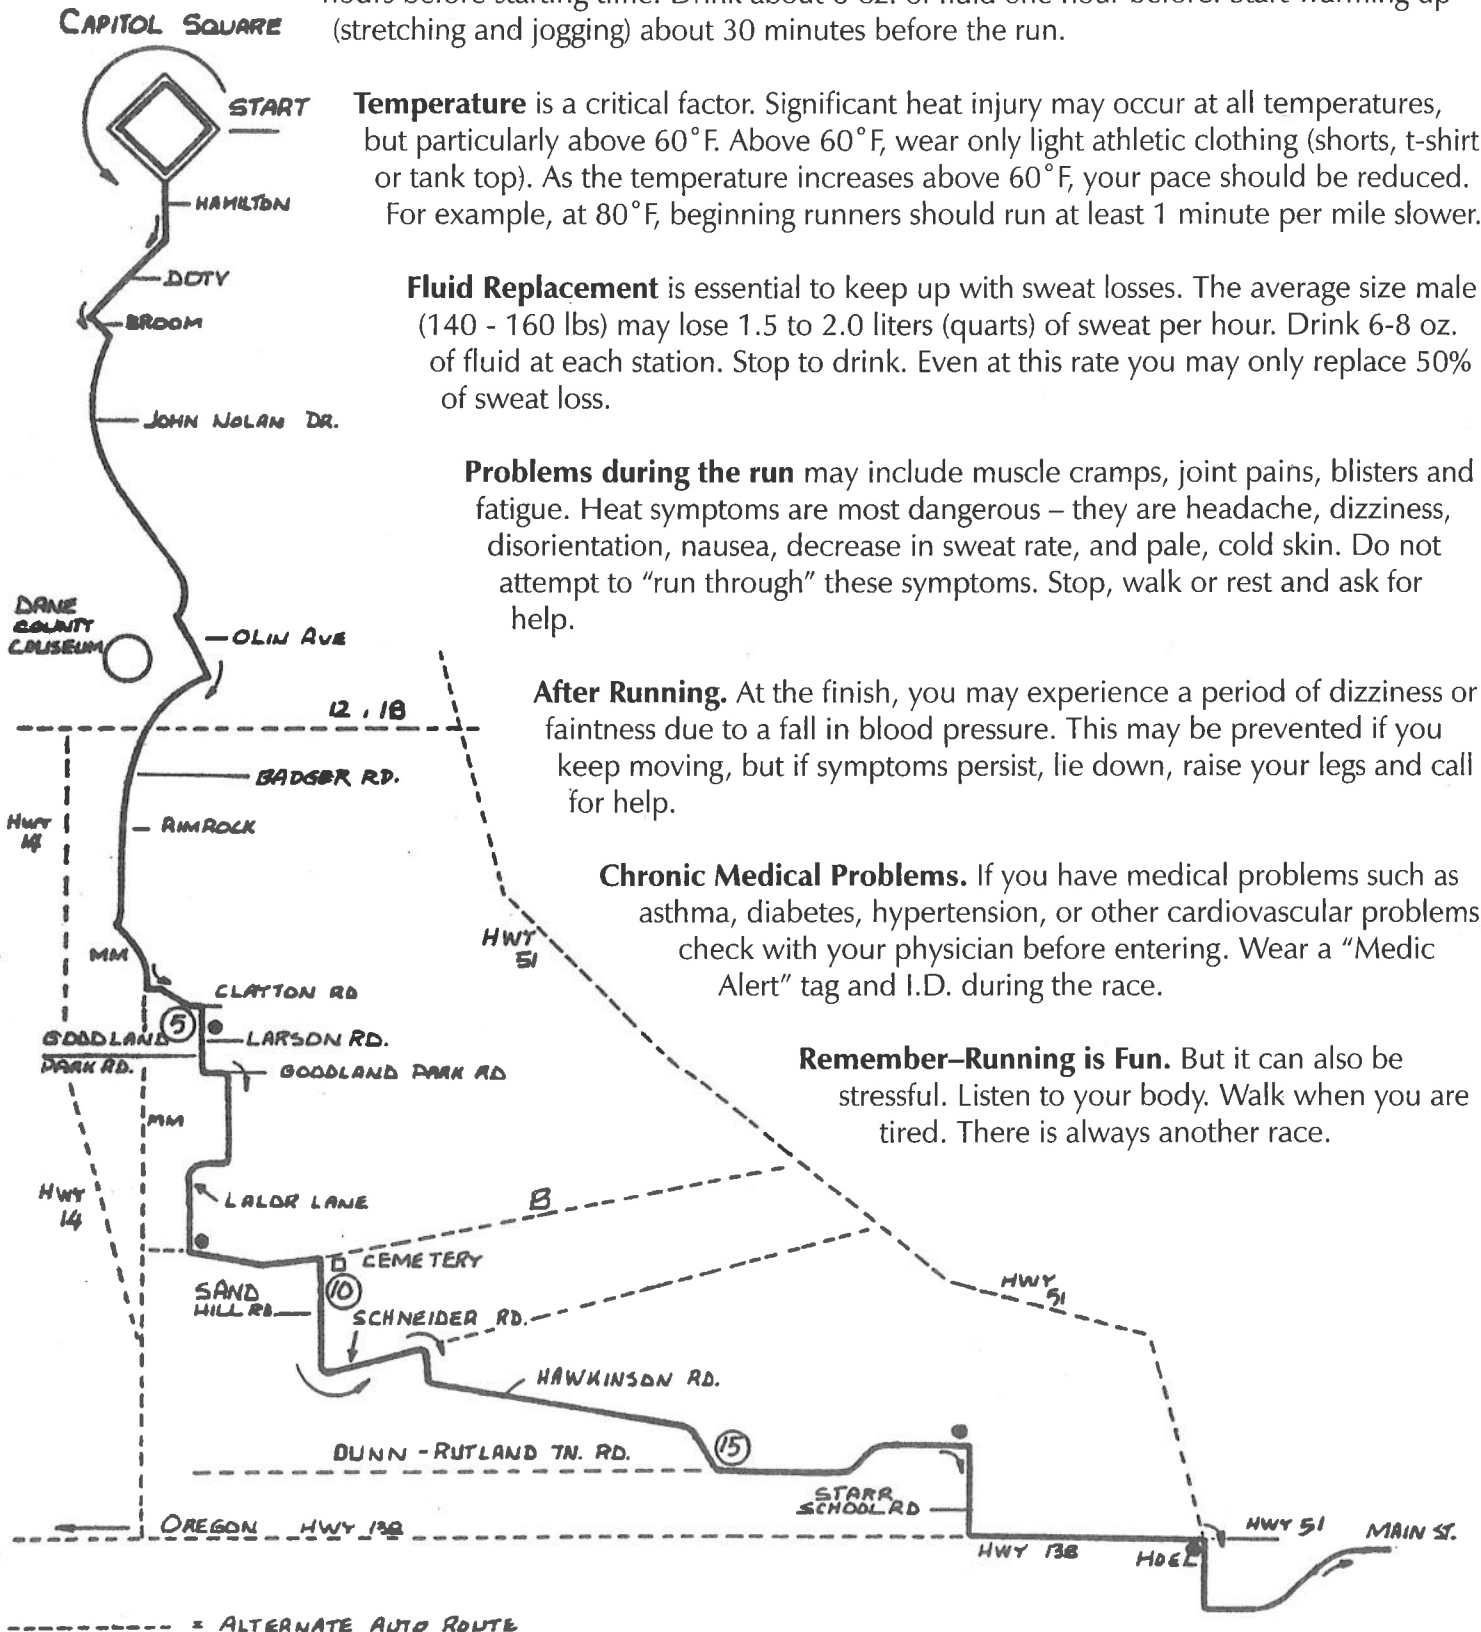 CAPITOL SQUARE
(stretching and jogging) about 30 minutes before the run.
START
Temperature is a critical factor. Significant heat injury may occur at all temperatures,
but particularly above 60°F. Above 60°F, wear only light athletic clothing (shorts, t-shirt
or tank top). As the temperature increases above 60°F, your pace should be reduced.
For example, at 80°F, beginning runners should run at least 1 minute per mile slower.
HAMILTON
DOTY
BROOM
Fluid Replacement is essential to keep up with sweat losses. The average size male
(140 - 160 lbs) may lose 1.5 to 2.0 liters (quarts) of sweat per hour. Drink 6-8 oz.
of fluid at each station. Stop to drink. Even at this rate you may only replace 50%
of sweat loss.
JOHN NOLAN DR.
Problems during the run may include muscle cramps, joint pains, blisters and
fatigue. Heat symptoms are most dangerous – they are headache, dizziness,
disorientation, nausea, decrease in sweat rate, and pale, cold skin. Do not
attempt to “run through” these symptoms. Stop, walk or rest and ask for
help.
DANE
COUNTY
COLISEUM
OLIN AVE
12, 18
After Running. At the finish, you may experience a period of dizziness or
faintness due to a fall in blood pressure. This may be prevented if you
keep moving, but if symptoms persist, lie down, raise your legs and call
for help.
BADGER RD.
HWY
14
RIMROCK
Chronic Medical Problems. If you have medical problems such as
asthma, diabetes, hypertension, or other cardiovascular problems
check with your physician before entering. Wear a “Medic
Alert” tag and I.D. during the race.
HWY
51
MM
CLAYTON RD
5
GOODLAND
PARK RD.
LARSON RD.
GOODLAND PARK RD
Remember–Running is Fun. But it can also be
stressful. Listen to your body. Walk when you are
tired. There is always another race.
MM
HWY
14
LALOR LANE
B
CEMETERY
SAND
HILL RD.
10
SCHNEIDER RD.
HWY
51
HAWKINSON RD.
DUNN - RUTLAND TN. RD.
15
STARR
SCHOOL RD
OREGON HWY 138
HWY 138
HOEL
HWY 51
MAIN ST.
= ALTERNATE AUTO ROUTE